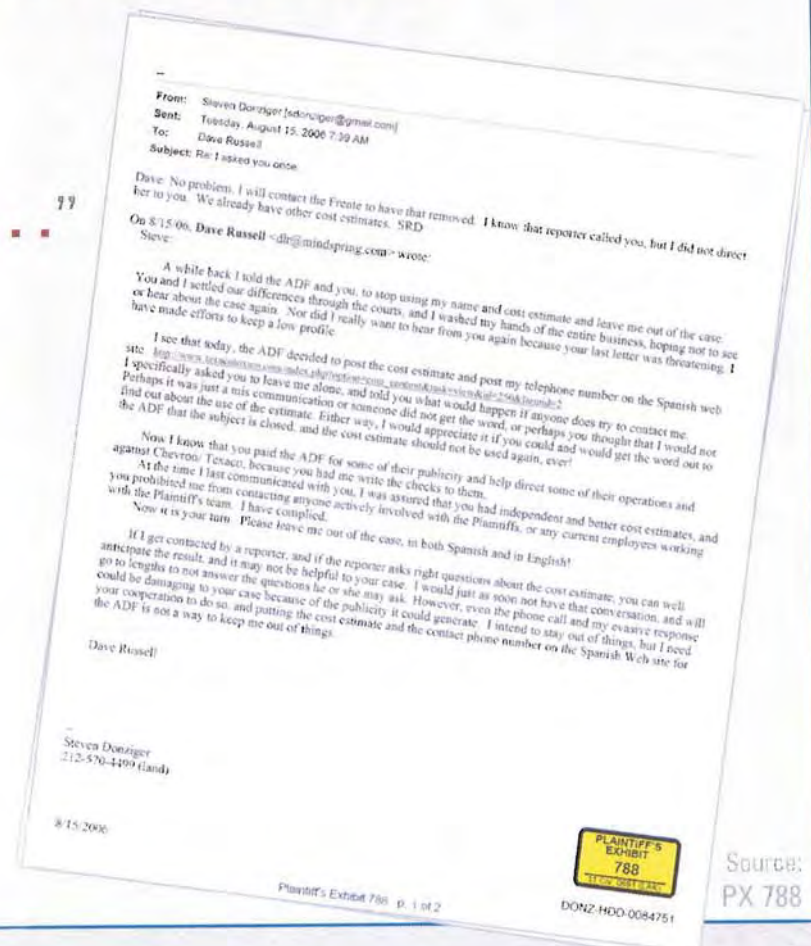 From: Steven Donziger [sdonziger@gmail.com]
Sent: Tuesday, August 15, 2006 7:39 AM
To: Dave Russell
Subject: Re: I asked you once
Dave: No problem, I will contact the Frente to have that removed. I know that reporter called you, but I did not direct
her to you. We already have other cost estimates. SRD
On 8/15/06, Dave Russell <dlr@mindspring.com> wrote:
Steve:
A while back I told the ADF and you, to stop using my name and cost estimate and leave me out of the case.
You and I settled our differences through the courts, and I washed my hands of the entire business, hoping not to see
or hear about the case again. Nor did I really want to hear from you again because your last letter was threatening. I
have made efforts to keep a low profile.
I see that today, the ADF decided to post the cost estimate and post my telephone number on the Spanish web
site.
I specifically asked you to leave me alone, and told you what would happen if anyone does try to contact me.
Perhaps it was just a mis communication or someone did not get the word, or perhaps you thought that I would not
find out about the use of the estimate. Either way, I would appreciate it if you could and would get the word out to
the ADF that the subject is closed, and the cost estimate should not be used again, ever!
Now I know that you paid the ADF for some of their publicity and help direct some of their operations and
against Chevron/ Texaco, because you had me write the checks to them.
At the time I last communicated with you, I was assured that you had independent and better cost estimates, and
you prohibited me from contacting anyone actively involved with the Plaintiffs, or any current employees working
with the Plaintiff's team. I have complied.
Now it is your turn. Please leave me out of the case, in both Spanish and in English!
If I get contacted by a reporter, and if the reporter asks right questions about the cost estimate, you can well
anticipate the result, and it may not be helpful to your case. I would just as soon not have that conversation, and will
go to lengths to not answer the questions he or she may ask. However, even the phone call and my evasive response
could be damaging to your case because of the publicity it could generate. I intend to stay out of things, but I need
your cooperation to do so, and putting the cost estimate and the contact phone number on the Spanish Web site for
the ADF is not a way to keep me out of things.
Dave Russell
Steven Donziger
212-570-4499 (land)
8/15/2006
PLAINTIFF'S
EXHIBIT
788
Plaintiff's Exhibit 788 p. 1 of 2
DONZ-HDD-0084751
Source:
PX 788